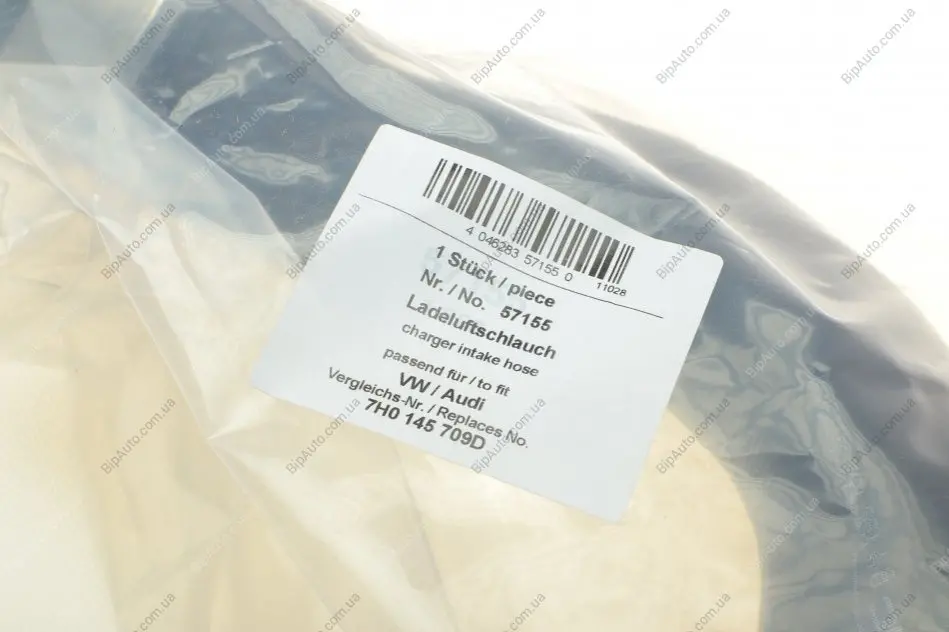 4 046283 57155 0
11028
1 Stück / piece
Nr. / No. 57155
Ladeluftschlauch
charger intake hose
passend für / to fit
VW / Audi
Vergleichs-Nr. / Replaces No.
7H0 145 709D
BipAuto.com.ua